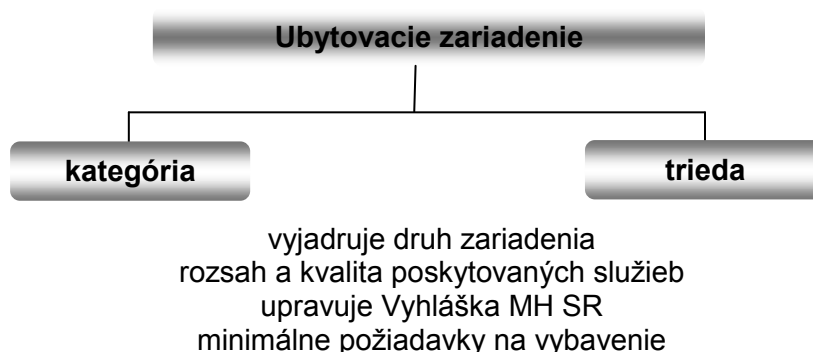 Ubytovacie zariadenie
kategória
trieda
vyjadruje druh zariadenia
rozsah a kvalita poskytovaných služieb
upravuje Vyhláška MH SR
minimálne požiadavky na vybavenie